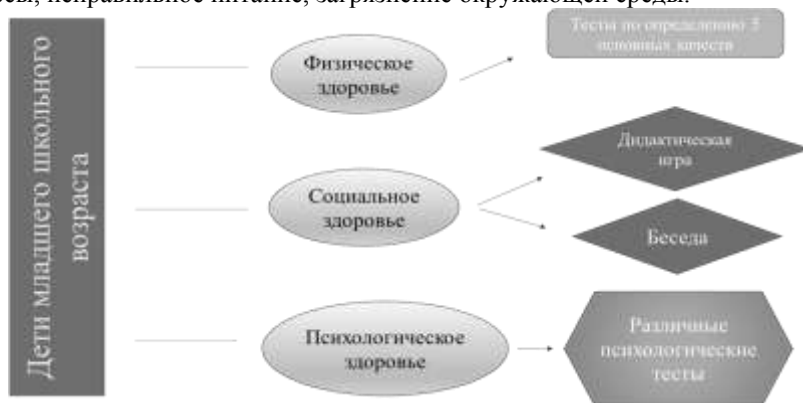 неправильное питание, загрязнение окружающей среды.
Дети младшего школьного
возраста
Физическое
здоровье
Тесты по определению 5
основных качеств
Социальное
здоровье
Дидактическая
игра
Беседа
Психологическое
здоровье
Различные
психологические
тесты